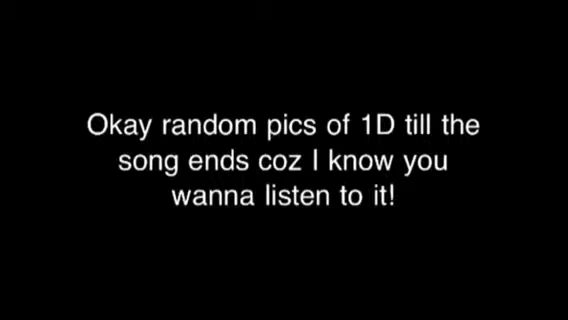 Okay random pics of 1D till the
song ends coz I know you
wanna listen to it!